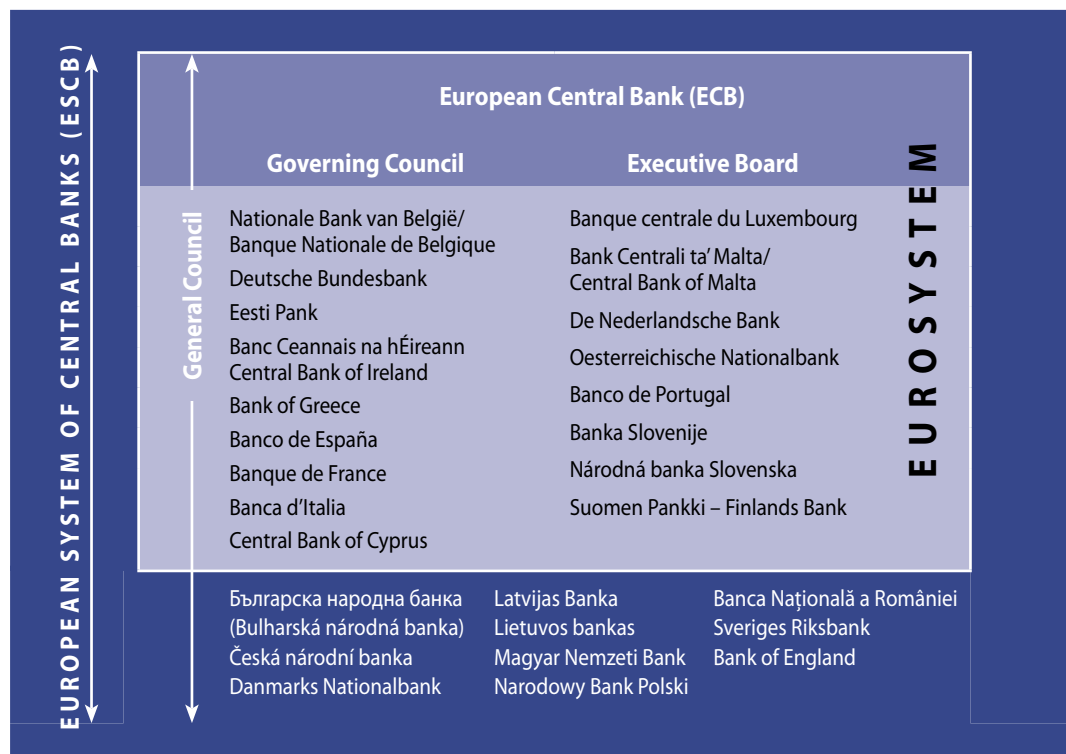 EUROPEAN SYSTEM OF CENTRAL BANKS (ESCB)
General Council
European Central Bank (ECB)
Governing Council
Executive Board
Nationale Bank van België/
Banque Nationale de Belgique
Deutsche Bundesbank
Eesti Pank
Banc Ceannais na hÉireann
Central Bank of Ireland
Bank of Greece
Banco de España
Banque de France
Banca d’Italia
Central Bank of Cyprus
Banque centrale du Luxembourg
Bank Centrali ta’ Malta/
Central Bank of Malta
De Nederlandsche Bank
Oesterreichische Nationalbank
Banco de Portugal
Banka Slovenije
Národná banka Slovenska
Suomen Pankki – Finlands Bank
EUROSYSTEM
Българска народна банка
(Bulharská národná banka)
Česká národní banka
Danmarks Nationalbank
Latvijas Banka
Lietuvos bankas
Magyar Nemzeti Bank
Narodowy Bank Polski
Banca Națională a României
Sveriges Riksbank
Bank of England